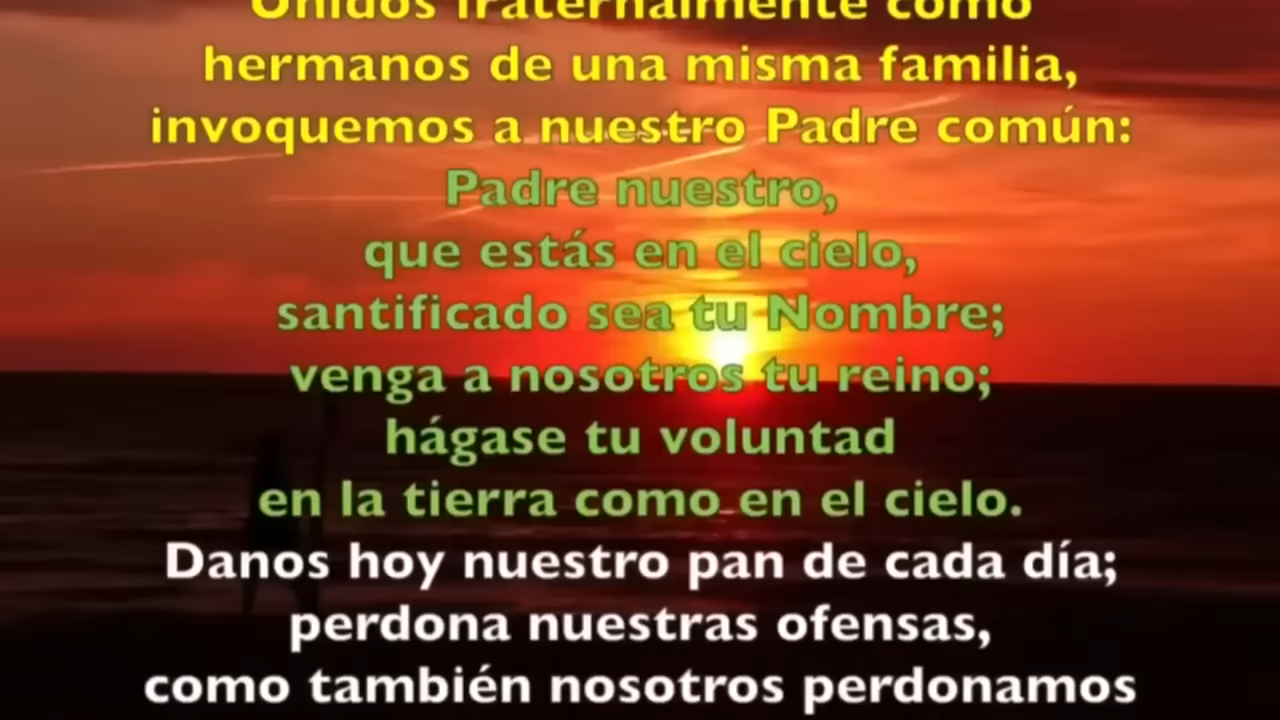 Unidos fraternalmente como
hermanos de una misma familia,
invoquemos a nuestro Padre común:
Padre nuestro,
que estás en el cielo,
santificado sea tu Nombre;
venga a nosotros tu reino;
hágase tu voluntad
en la tierra como en el cielo.
Danos hoy nuestro pan de cada día;
perdona nuestras ofensas,
como también nosotros perdonamos